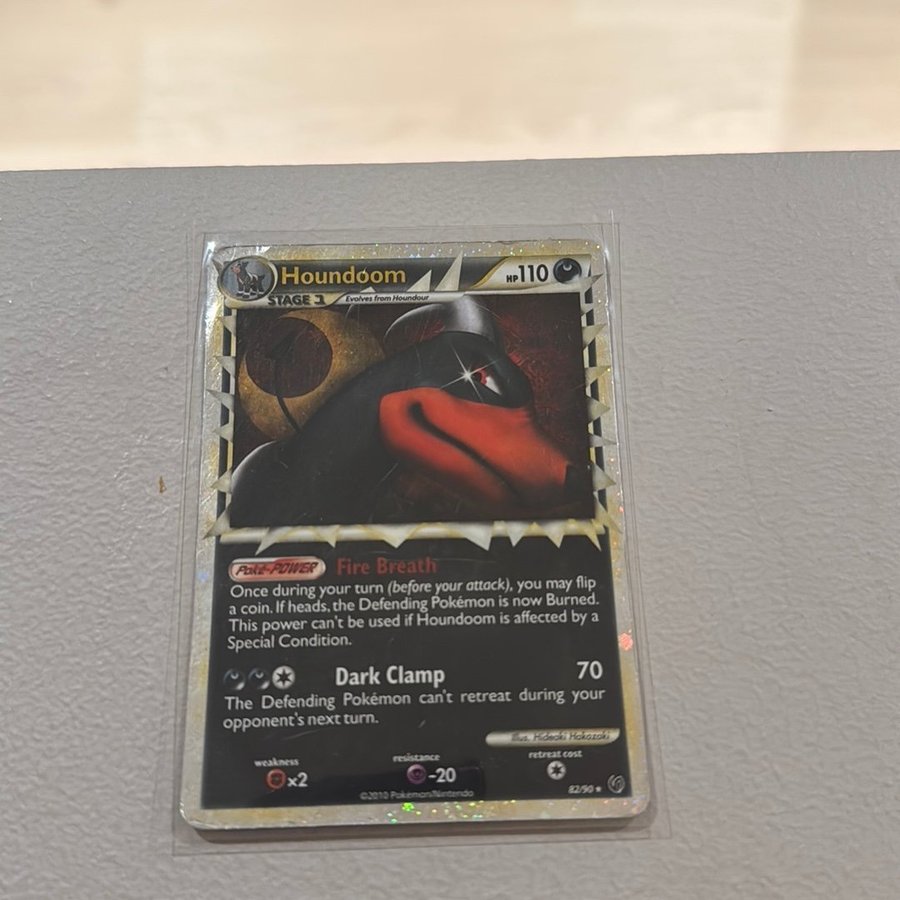 Houndoom HP110
STAGE 1 Evolves from Houndour
Poké-POWER Fire Breath
Once during your turn (before your attack), you may flip
a coin. If heads, the Defending Pokémon is now Burned.
This power can't be used if Houndoom is affected by a
Special Condition.
Dark Clamp 70
The Defending Pokémon can't retreat during your
opponent's next turn.
Illus. Hideaki Hakozaki
weakness resistance retreat cost
x2 -20
©2010 Pokémon/Nintendo 82/90 ★